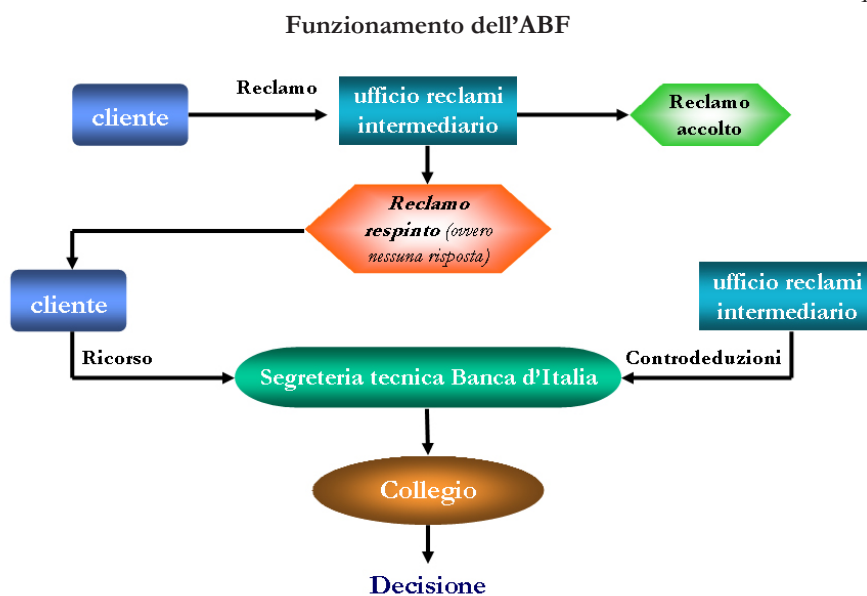 Funzionamento dell'ABF
cliente
Reclamo
ufficio reclami
intermediario
Reclamo
accolto
Reclamo
respinto (ovvero
nessuna risposta)
cliente
ufficio reclami
intermediario
Ricorso
Segreteria tecnica Banca d'Italia
Controdeduzioni
Collegio
Decisione